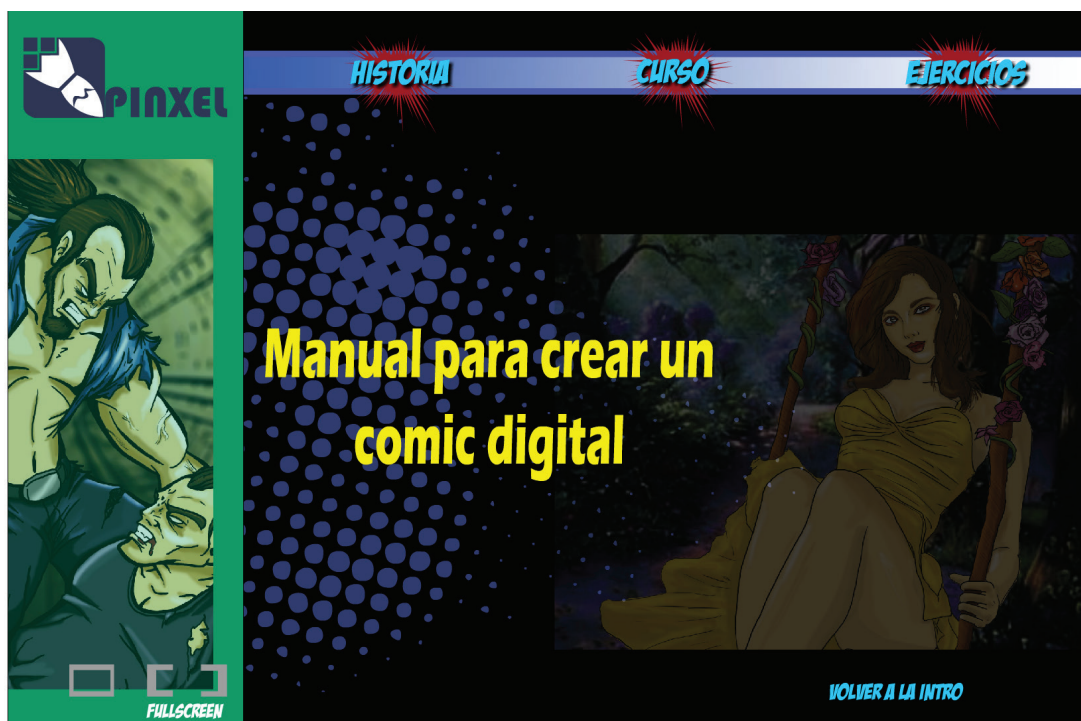 PINXEL
HISTORIA
CURSO
EJERCICIOS
Manual para crear un
comic digital
VOLVER A LA INTRO
FULLSCREEN